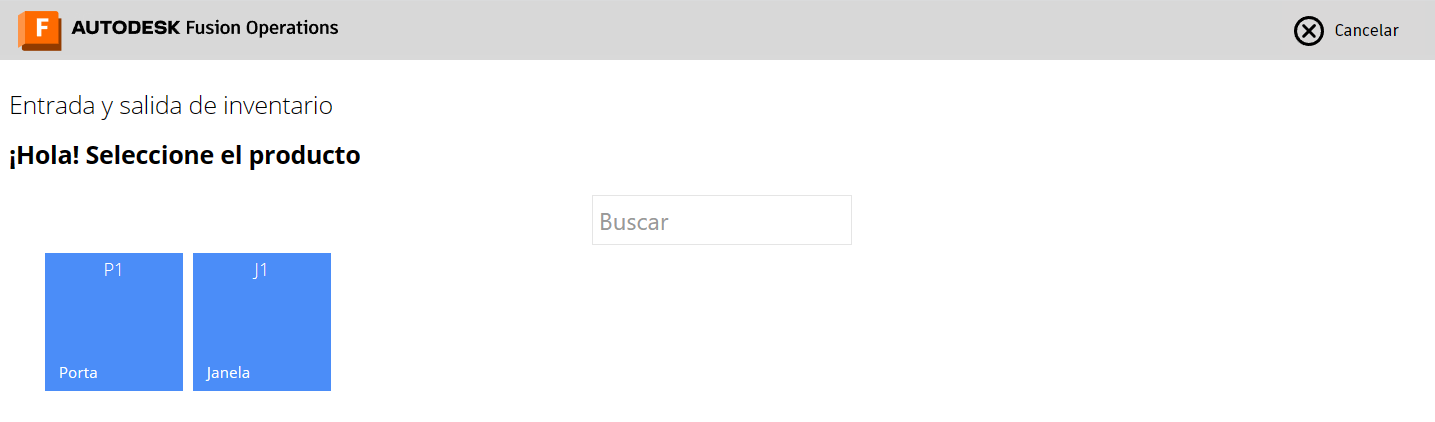 F AUTODESK Fusion Operations
Cancelar
Entrada y salida de inventario
¡Hola! Seleccione el producto
Buscar
P1
Porta
J1
Janela